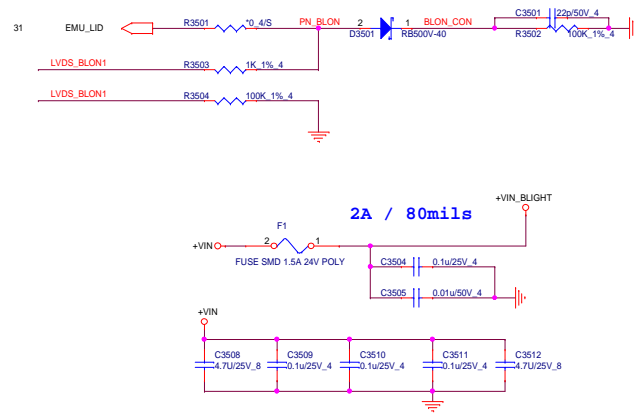 C3501 22p/50V_4
31 EMU_LID R3501 *0_4/S PN_BLON 2 1 BLON_CON
D3501 RB500V-40 R3502 100K_1%_4
LVDS_BLON1 R3503 1K_1%_4
LVDS_BLON1 R3504 100K_1%_4
+VIN_BLIGHT
2A / 80mils
F1
+VIN 2 1
FUSE SMD 1.5A 24V POLY
C3504 0.1u/25V_4
C3505 0.01u/50V_4
+VIN
C3508 C3509 C3510 C3511 C3512
4.7U/25V_8 0.1u/25V_4 0.1u/25V_4 0.1u/25V_4 4.7U/25V_8